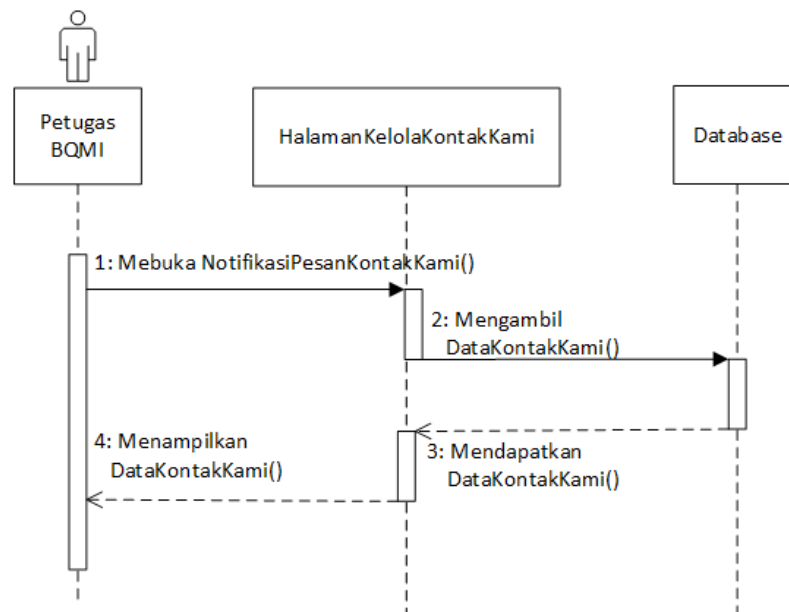 Petugas
BQMI
HalamanKelolaKontakKami
Database
1: Mebuka NotifikasiPesanKontakKami()
2: Mengambil
DataKontakKami()
3: Mendapatkan
DataKontakKami()
4: Menampilkan
DataKontakKami()